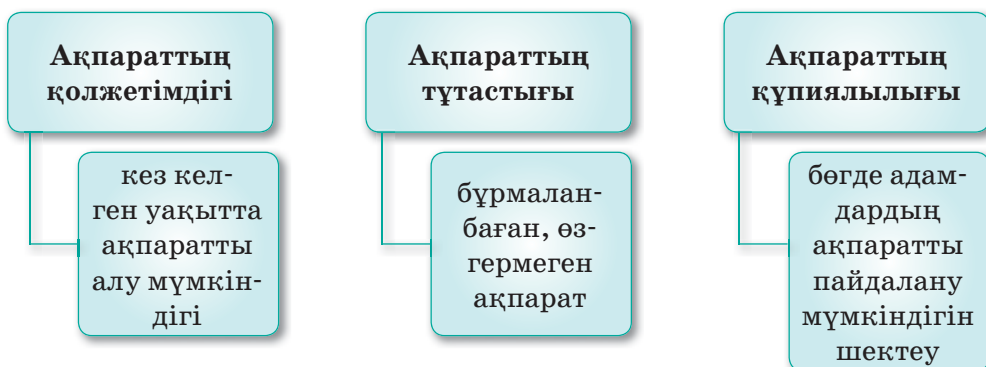 Ақпараттың
қолжетімдігі
кез кел-
ген уақытта
ақпаратты
алу мүмкін-
дігі
Ақпараттың
тұтастығы
бұрмалан-
баған, өз-
гермеген
ақпарат
Ақпараттың
құпиялылығы
бөгде адам-
дардың
ақпаратты
пайдалану
мүмкіндігін
шектеу